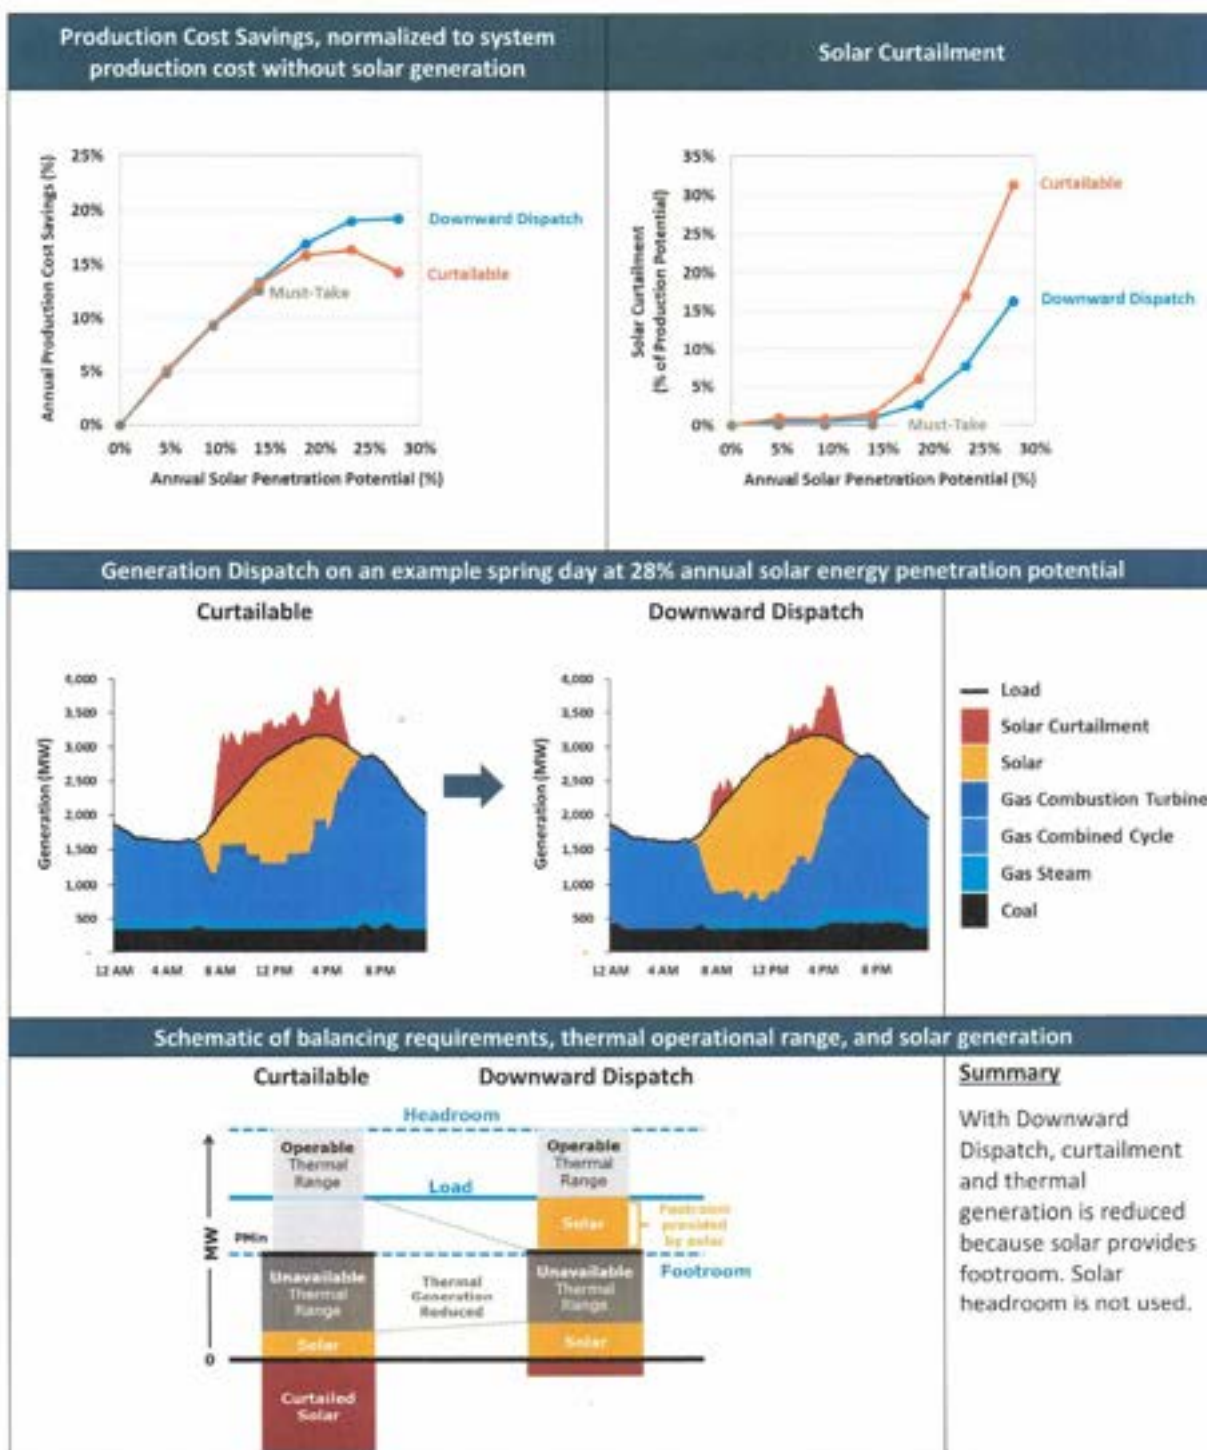 Production Cost Savings, normalized to system
production cost without solar generation
Solar Curtailment
Annual Production Cost Savings (%)
25%
20%
15%
10%
5%
0%
0% 5% 10% 15% 20% 25% 30%
Annual Solar Penetration Potential (%)
Downward Dispatch
Curtailable
Must-Take
Solar Curtailment
(% of Production Potential)
35%
30%
25%
20%
15%
10%
5%
0%
0% 5% 10% 15% 20% 25% 30%
Annual Solar Penetration Potential (%)
Curtailable
Downward Dispatch
Must-Take
Generation Dispatch on an example spring day at 28% annual solar energy penetration potential
Curtailable
Generation (MW)
4,000
3,500
3,000
2,500
2,000
1,500
1,000
500
-
12 AM 4 AM 8 AM 12 PM 4 PM 8 PM
Downward Dispatch
Generation (MW)
4,000
3,500
3,000
2,500
2,000
1,500
1,000
500
-
12 AM 4 AM 8 AM 12 PM 4 PM 8 PM
Load
Solar Curtailment
Solar
Gas Combustion Turbine
Gas Combined Cycle
Gas Steam
Coal
Schematic of balancing requirements, thermal operational range, and solar generation
Curtailable
Downward Dispatch
Headroom
Operable
Thermal
Range
Operable
Thermal
Range
Load
Solar
Footroom
provided
by solar
MW
PMin
Footroom
Unavailable
Thermal
Range
Thermal
Generation
Reduced
Unavailable
Thermal
Range
Solar
Solar
0
Curtailed
Solar
Summary
With Downward
Dispatch, curtailment
and thermal
generation is reduced
because solar provides
footroom. Solar
headroom is not used.